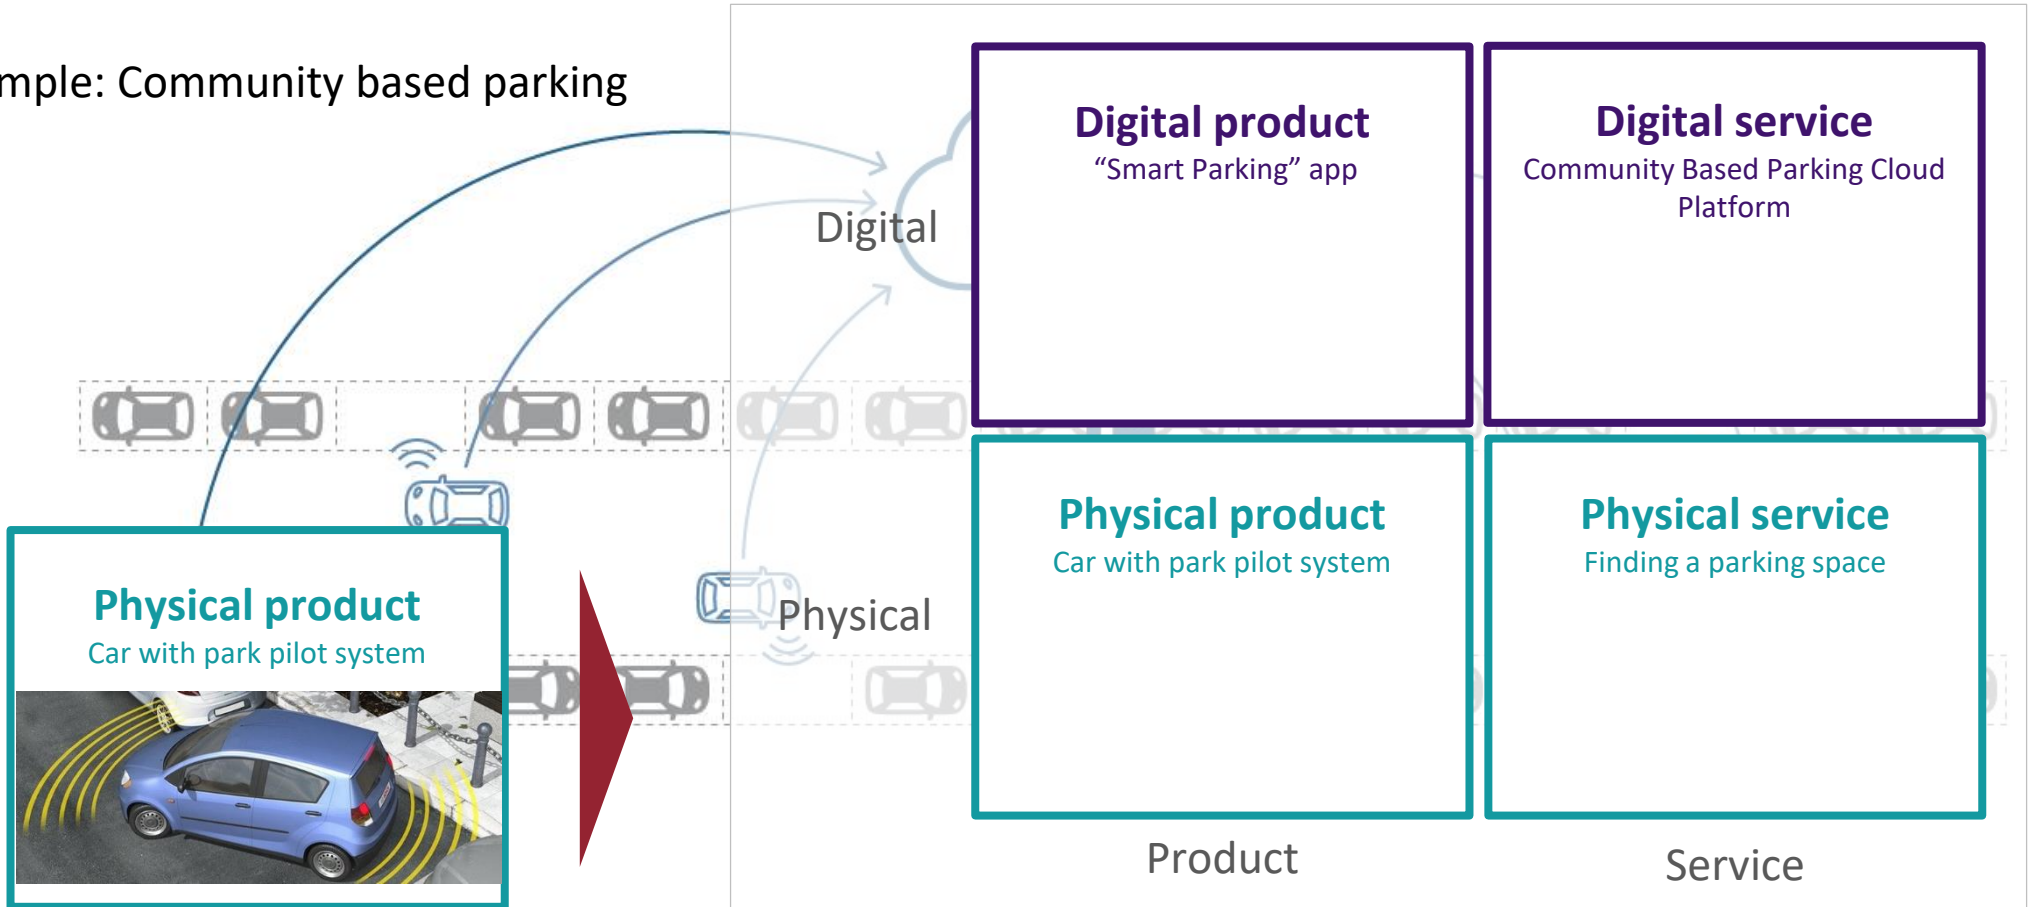 mple: Community based parking
Digital product
“Smart Parking” app
Digital service
Community Based Parking Cloud
Platform
Digital
Physical product
Car with park pilot system
Physical service
Finding a parking space
Physical
Physical product
Car with park pilot system
Product
Service